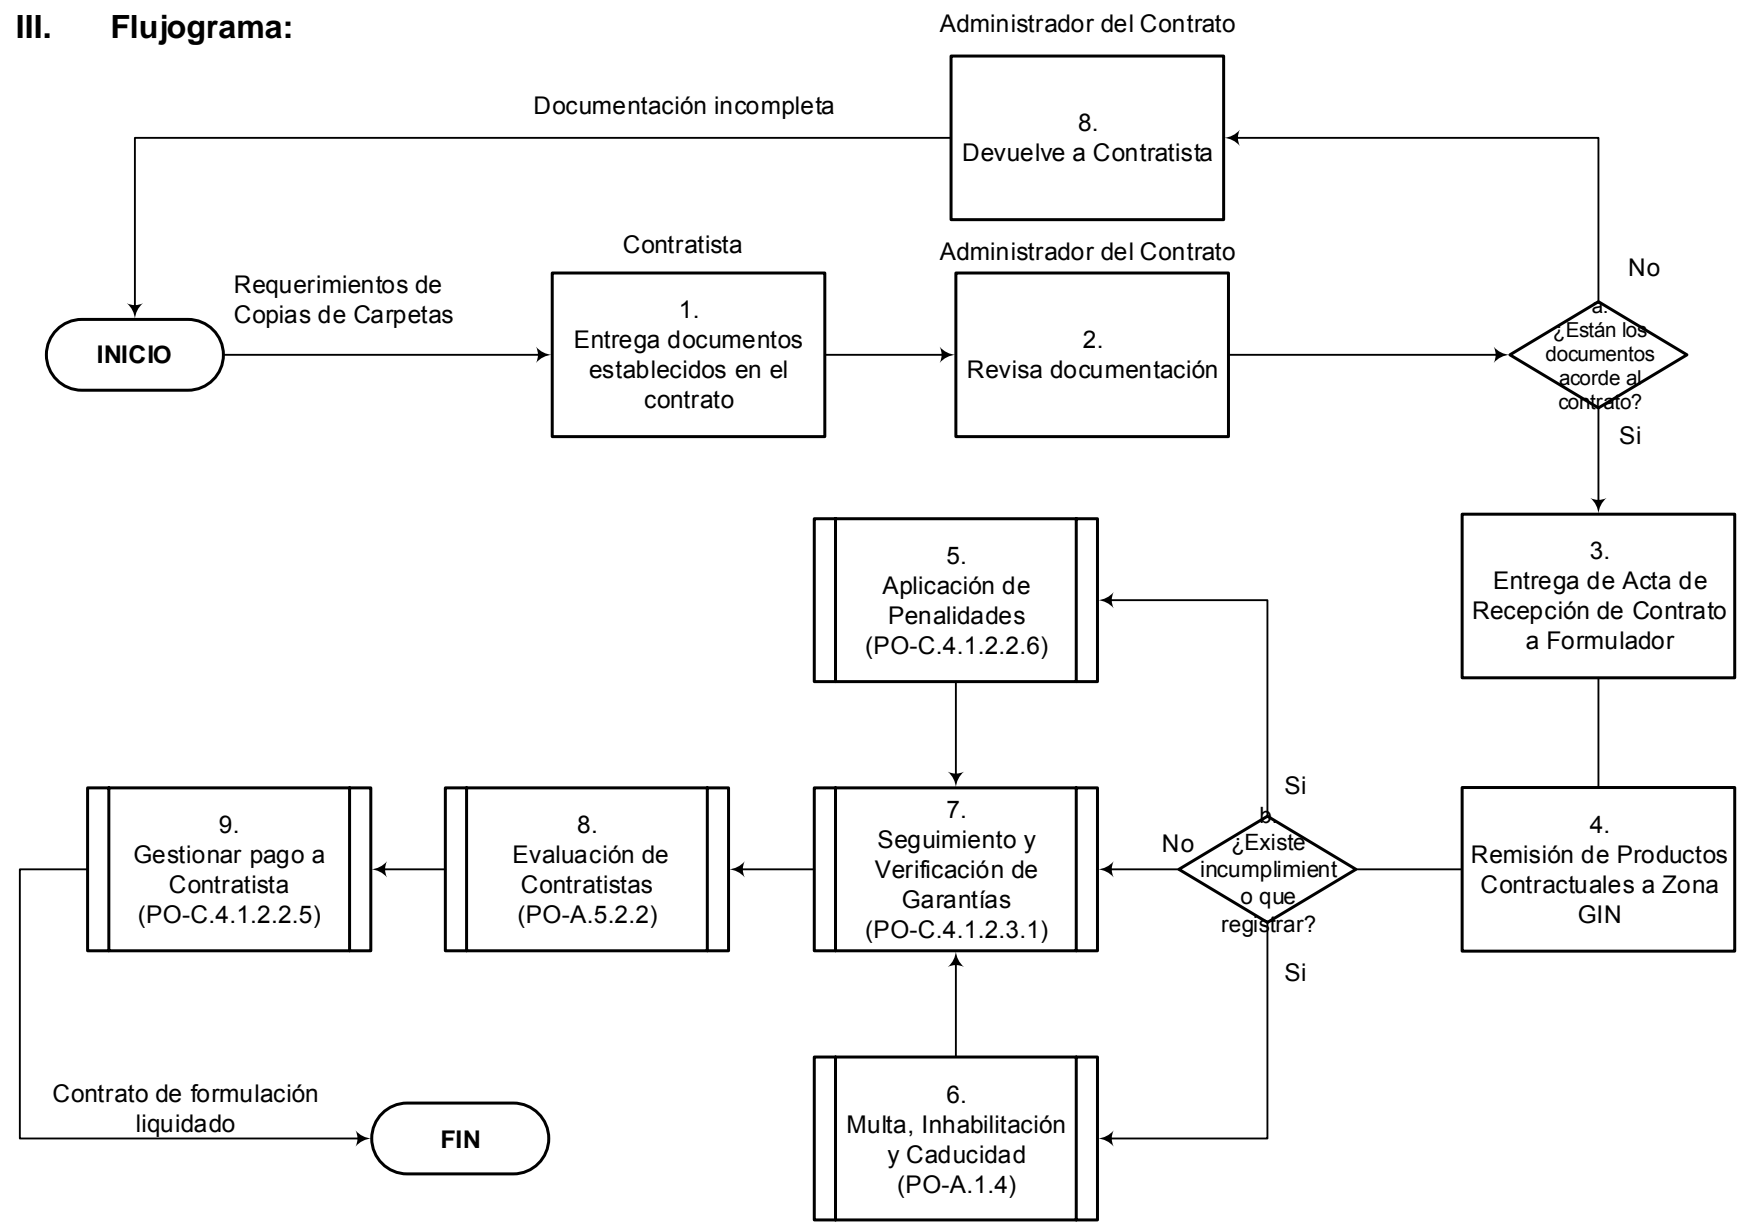 III. Flujograma:
Administrador del Contrato
Documentación incompleta
8.
Devuelve a Contratista
Contratista
Administrador del Contrato
No
Requerimientos de
Copias de Carpetas
INICIO
1.
Entrega documentos
establecidos en el
contrato
2.
Revisa documentación
a.
¿Están los
documentos
acorde al
contrato?
Si
3.
Entrega de Acta de
Recepción de Contrato
a Formulador
5.
Aplicación de
Penalidades
(PO-C.4.1.2.2.6)
Si
9.
Gestionar pago a
Contratista
(PO-C.4.1.2.2.5)
8.
Evaluación de
Contratistas
(PO-A.5.2.2)
7.
Seguimiento y
Verificación de
Garantías
(PO-C.4.1.2.3.1)
No
b.
¿Existe
incumplimient
o que
registrar?
4.
Remisión de Productos
Contractuales a Zona
GIN
Si
Contrato de formulación
liquidado
FIN
6.
Multa, Inhabilitación
y Caducidad
(PO-A.1.4)